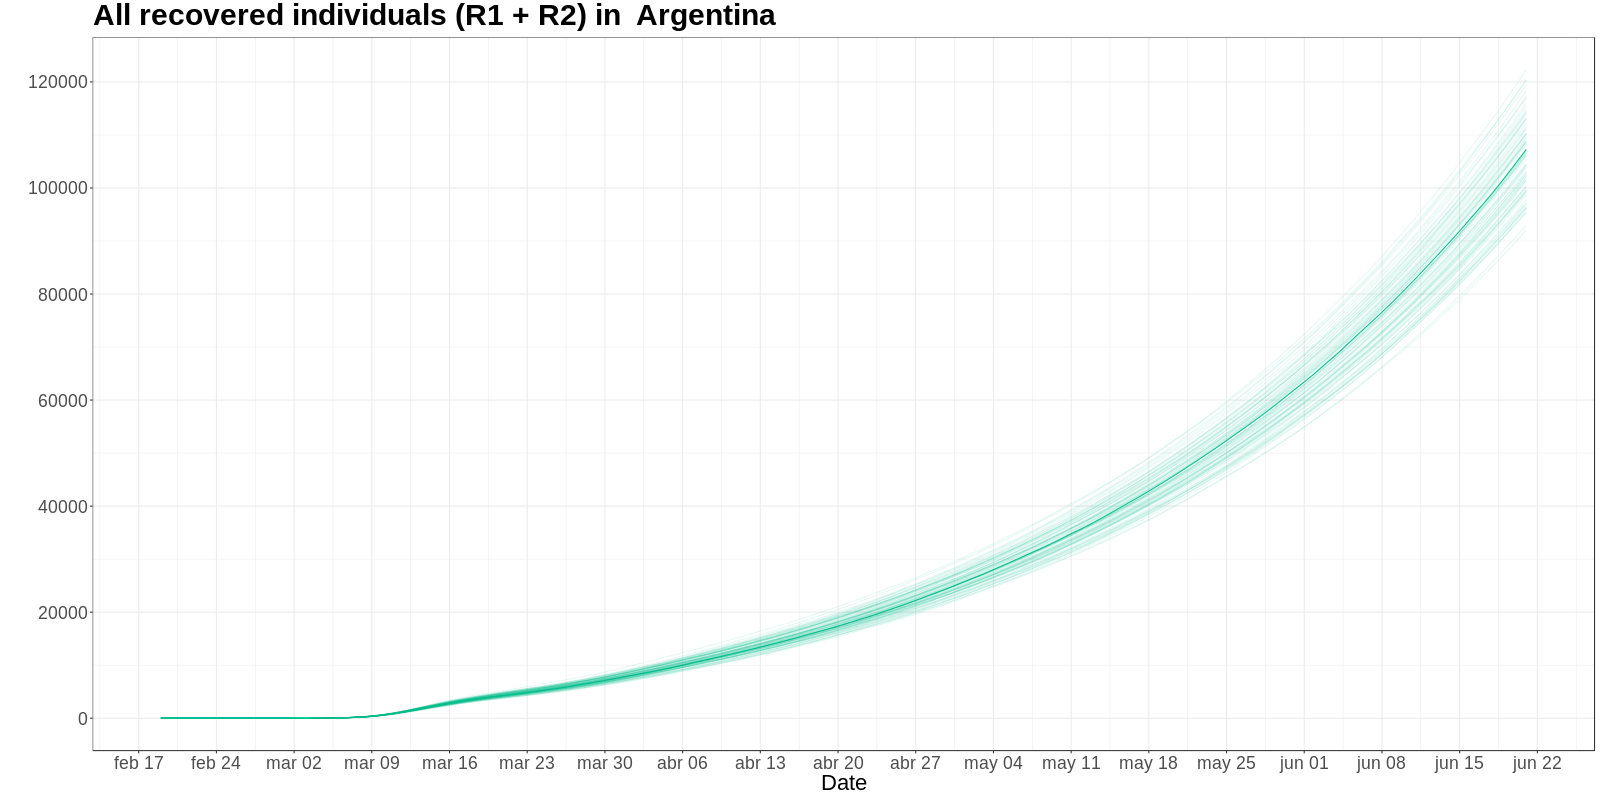 All recovered individuals (R1 + R2) in  Argentina
120000
100000
80000
60000
40000
20000
0
feb 17 feb 24 mar 02 mar 09 mar 16 mar 23 mar 30 abr 06 abr 13 abr 20 abr 27 may 04 may 11 may 18 may 25 jun 01 jun 08 jun 15 jun 22
Date